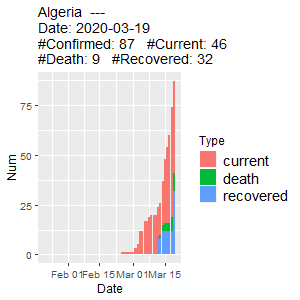 Algeria  ---
Date: 2020-03-19
#Confirmed: 87   #Current: 46
#Death: 9   #Recovered: 32
Num
75
50
25
0
Feb 01
Feb 15
Mar 01
Mar 15
Date
Type
current
death
recovered